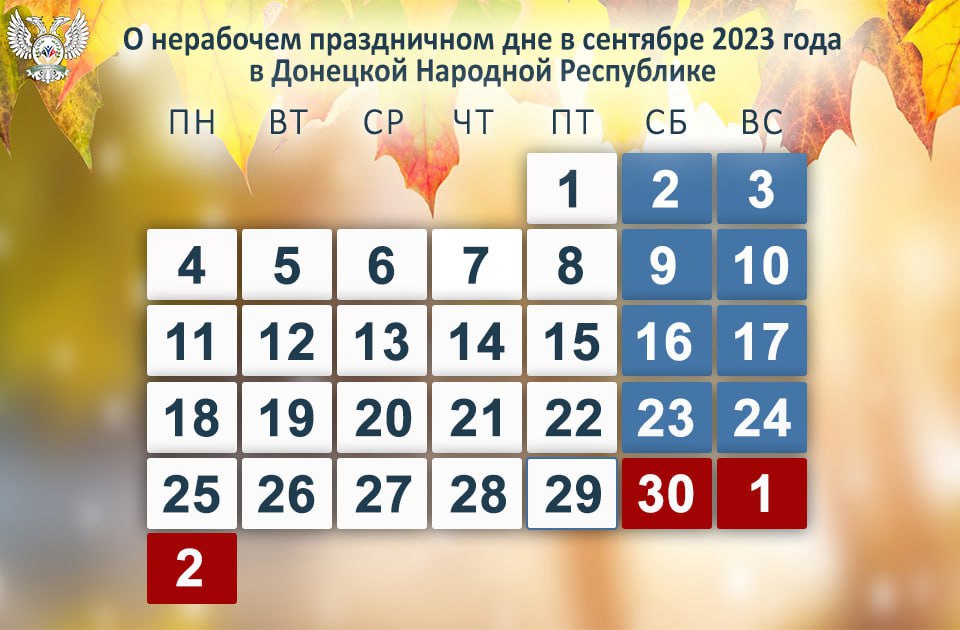 О нерабочем праздничном дне в сентябре 2023 года
в Донецкой Народной Республике
ПН ВТ СР ЧТ ПТ СБ ВС
1 2 3
4 5 6 7 8 9 10
11 12 13 14 15 16 17
18 19 20 21 22 23 24
25 26 27 28 29 30 1
2